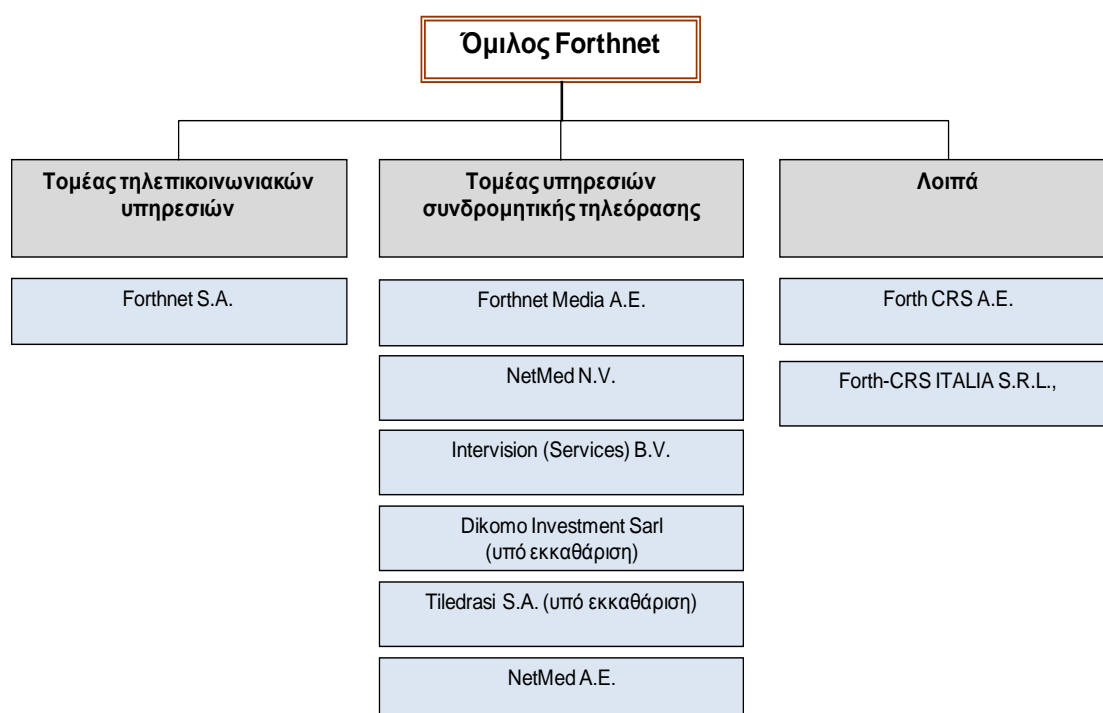 Όμιλος Forthnet
Τομέας τηλεπικοινωνιακών
υπηρεσιών
Τομέας υπηρεσιών
συνδρομητικής τηλεόρασης
Λοιπά
Forthnet S.A.
Forthnet Media A.E.
NetMed N.V.
Intervision (Services) B.V.
Dikomo Investment Sarl
(υπό εκκαθάριση)
Tiledrasi S.A. (υπό εκκαθάριση)
NetMed A.E.
Forth CRS A.E.
Forth-CRS ITALIA S.R.L.,